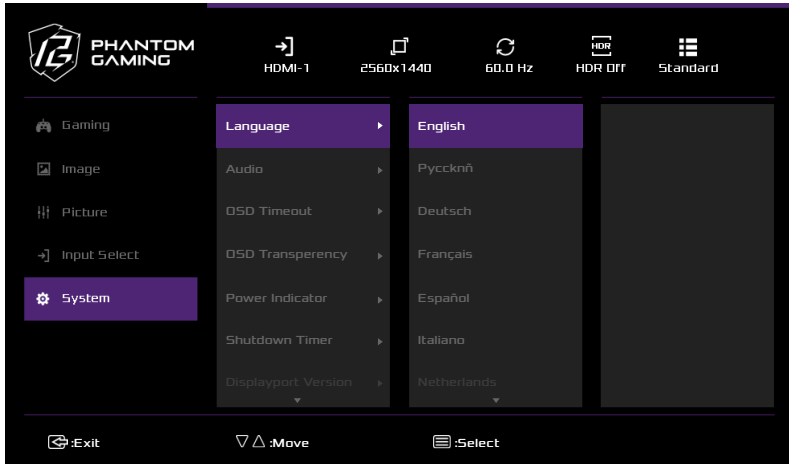 PHANTOM
GAMING
HDR
HDMI-1 2560x1440 60.0 Hz HDR Off Standard
Gaming Language English
Image Audio Русскпй
Picture OSD Timeout Deutsch
Input Select OSD Transperency Français
System Power Indicator Español
Shutdown Timer Italiano
Displayport Version Netherlands
:Exit :Move :Select